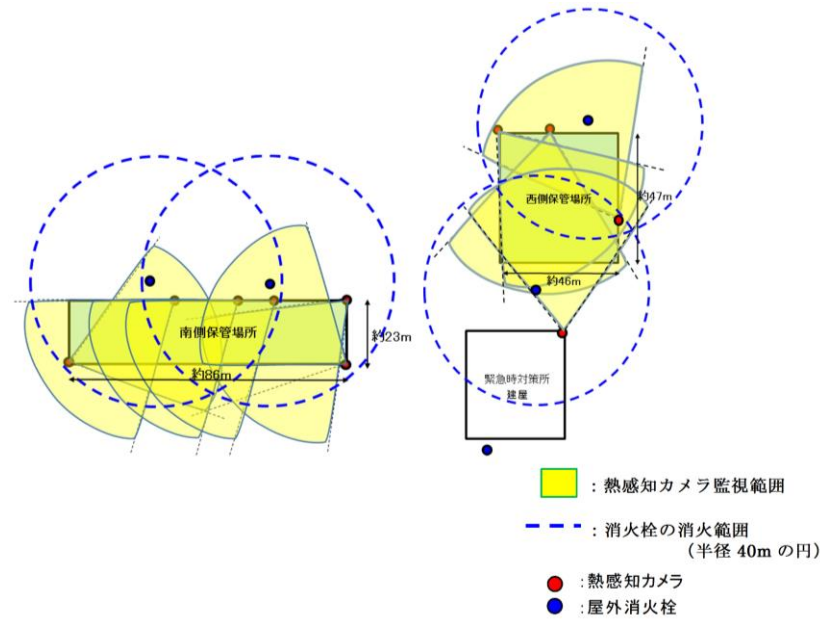 西側保管場所
約47m
約46m
南側保管場所
約23m
約86m
緊急時対策所
建屋
：熱感知カメラ監視範囲
：消火栓の消火範囲
（半径 40m の円）
：熱感知カメラ
：屋外消火栓